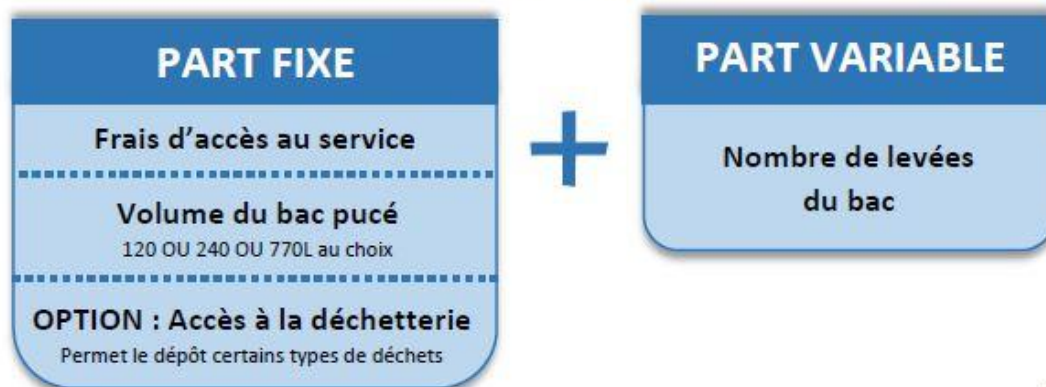 PART FIXE
Frais d'accès au service
Volume du bac pucé
120 OU 240 OU 770L au choix
OPTION : Accès à la déchetterie
Permet le dépôt certains types de déchets
+
PART VARIABLE
Nombre de levées
du bac